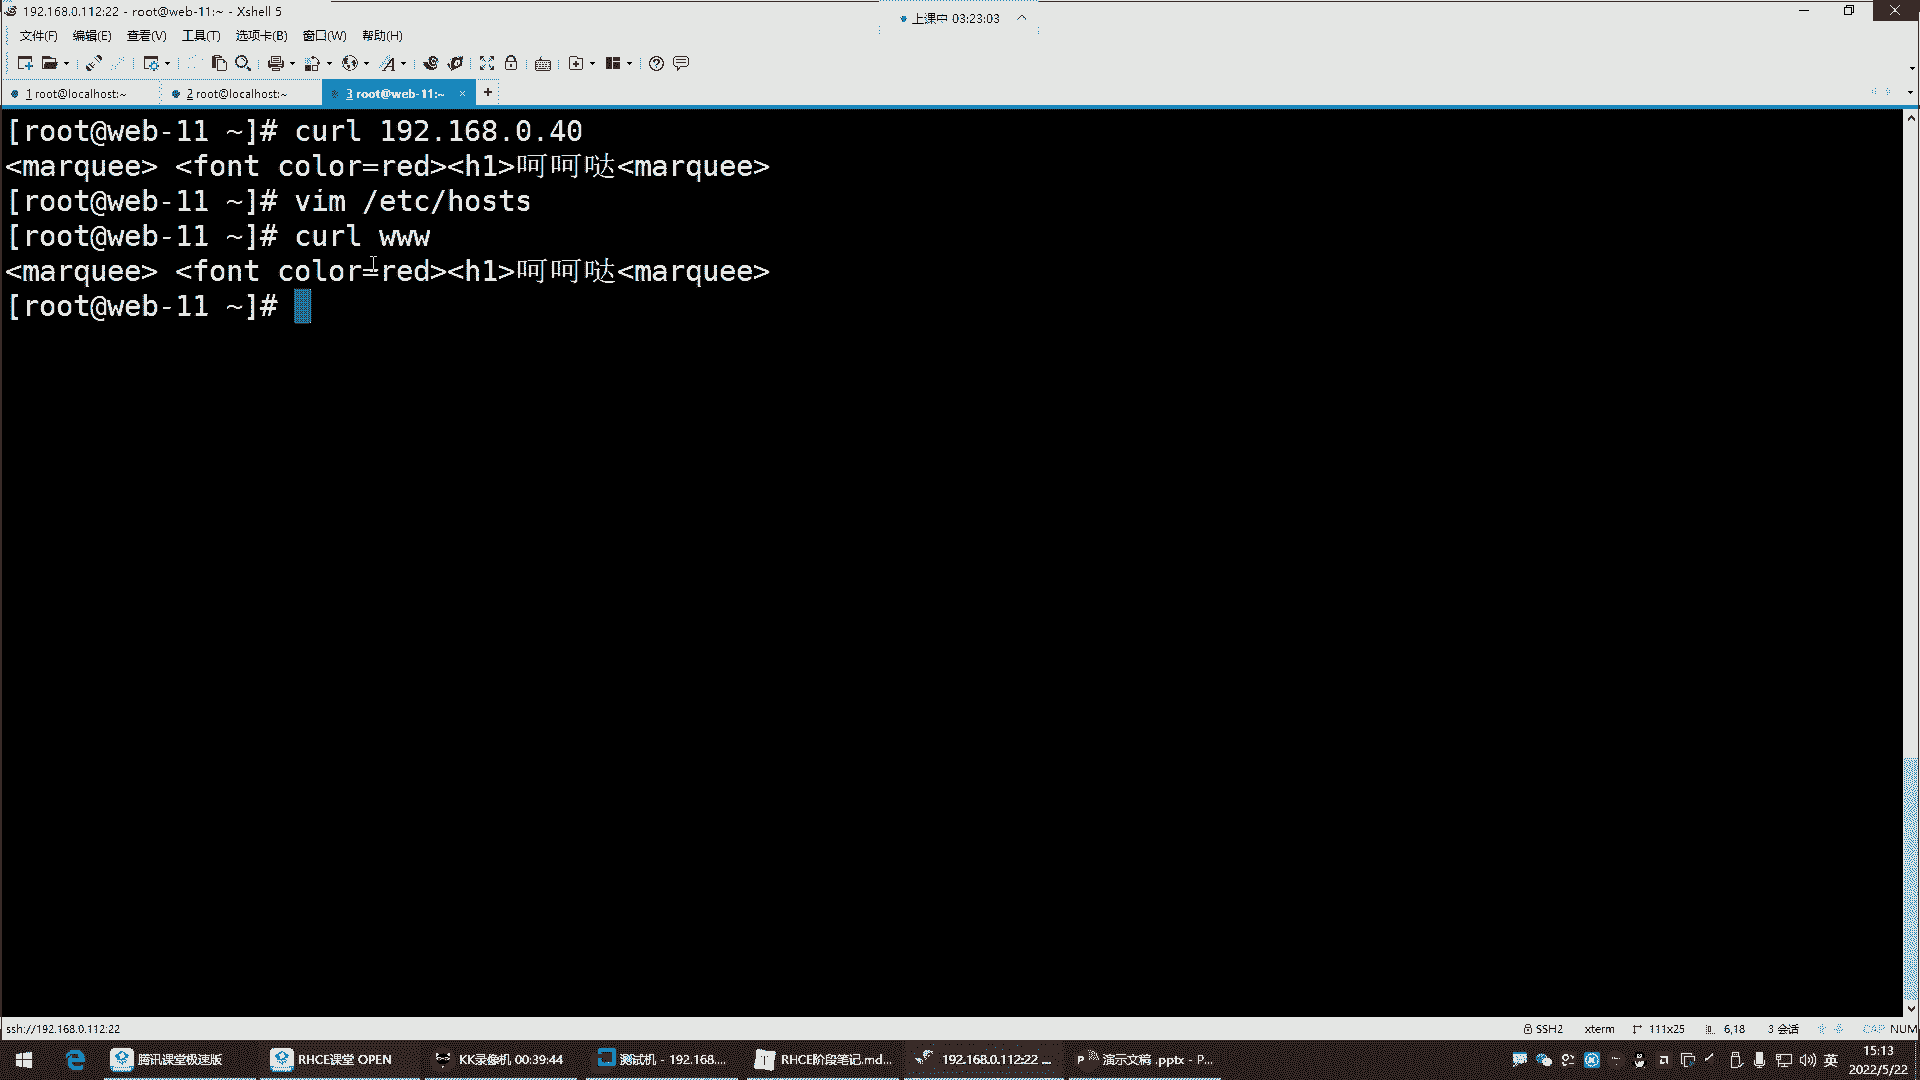 192.168.0.112:22 - root@web-11:~ - Xshell 5
上课中 03:23:03
文件(F) 编辑(E) 查看(V) 工具(T) 选项卡(B) 窗口(W) 帮助(H)
1 root@localhost:~ 2 root@localhost:~ 3 root@web-11:~ × +
[root@web-11 ~]# curl 192.168.0.40
<marquee> <font color=red><h1>呵呵哒<marquee>
[root@web-11 ~]# vim /etc/hosts
[root@web-11 ~]# curl www
<marquee> <font color=red><h1>呵呵哒<marquee>
[root@web-11 ~]#
ssh://192.168.0.112:22 SSH2 xterm 111x25 6,18 3 会话 CAP NUM
腾讯课堂极速版 RHCE课堂 OPEN KK录像机 00:39:44 测试机 - 192.168.... RHCE阶段笔记.md... 192.168.0.112:22 ... 演示文稿 .pptx - P... 英 15:13
2022/5/22